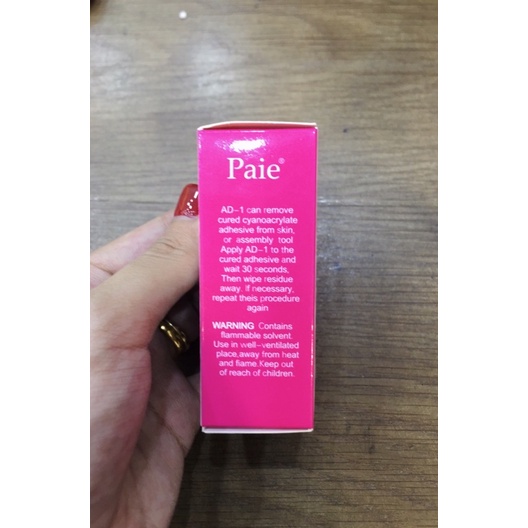 Paie®
AD-1 can remove
cured cyanoacrylate
adhesive from skin,
or assembly tool
Apply AD-1 to the
cured adhesive and
wait 30 seconds,
Then wipe residue
away. If necessary,
repeat theis procedure
again
WARNING Contains
flammable solvent.
Use in well-ventilated
place,away from heat
and flame.Keep out
of reach of children.